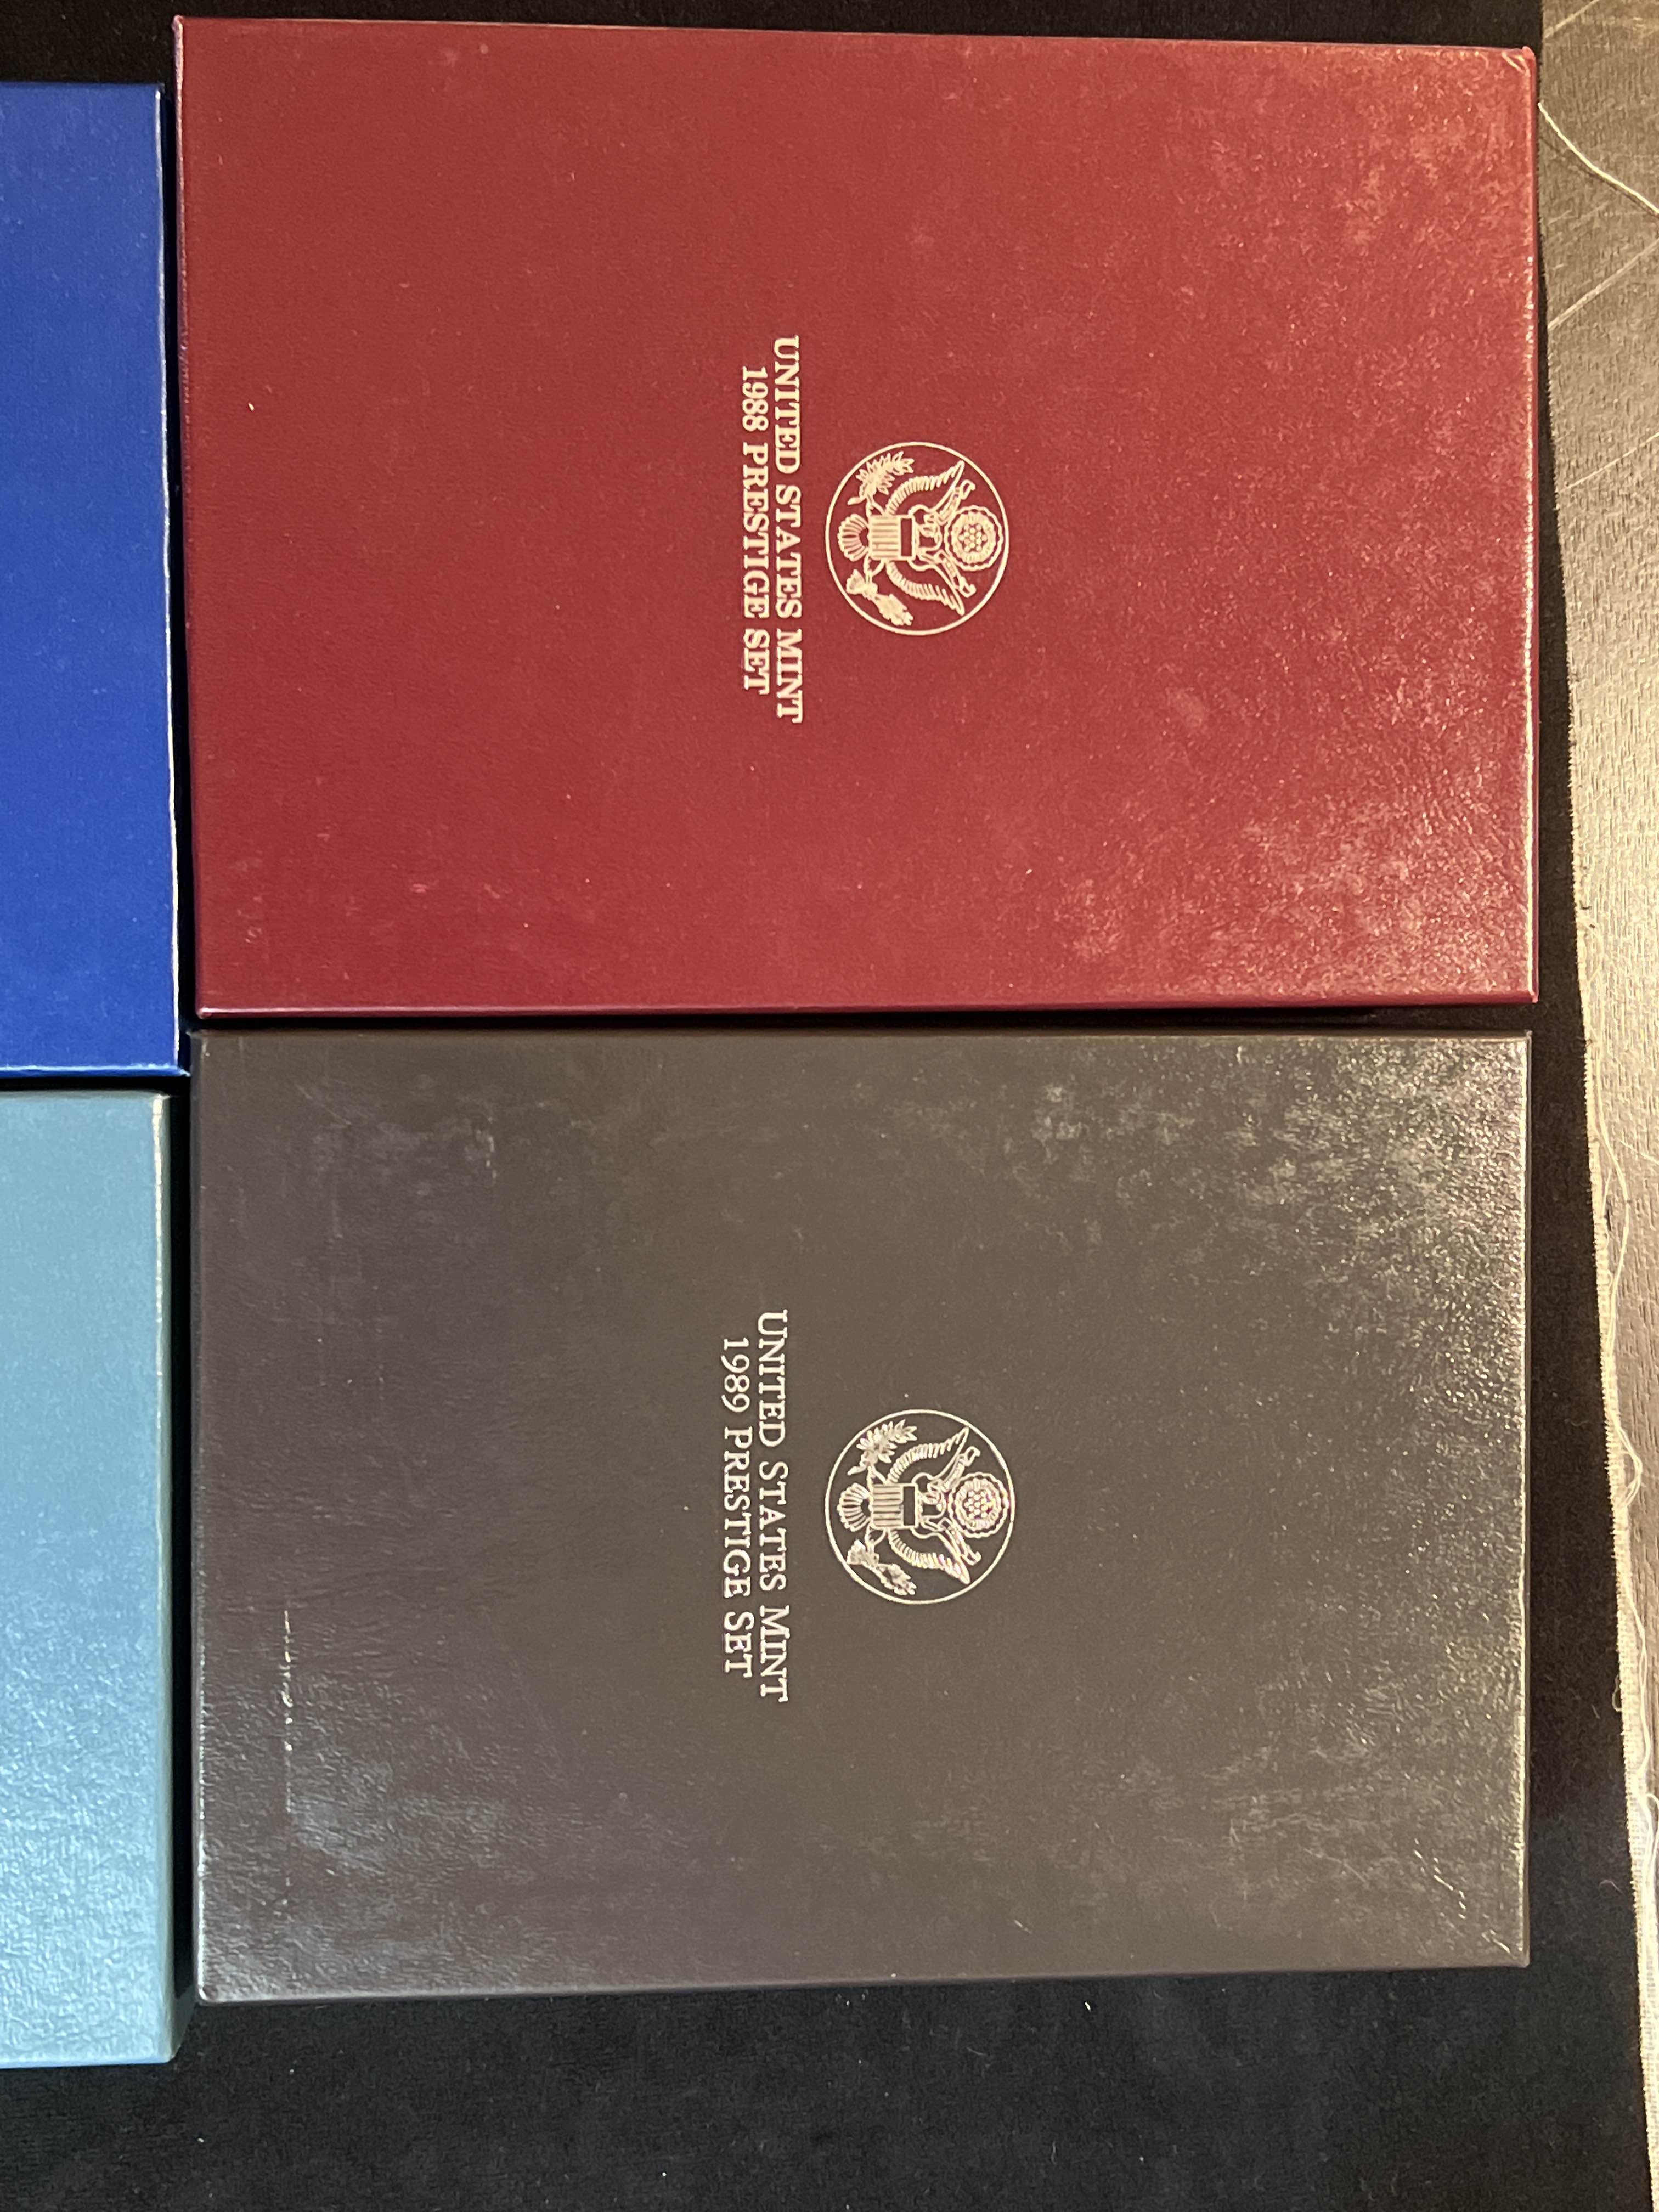 UNITED STATES MINT
1988 PRESTIGE SET
UNITED STATES MINT
1989 PRESTIGE SET